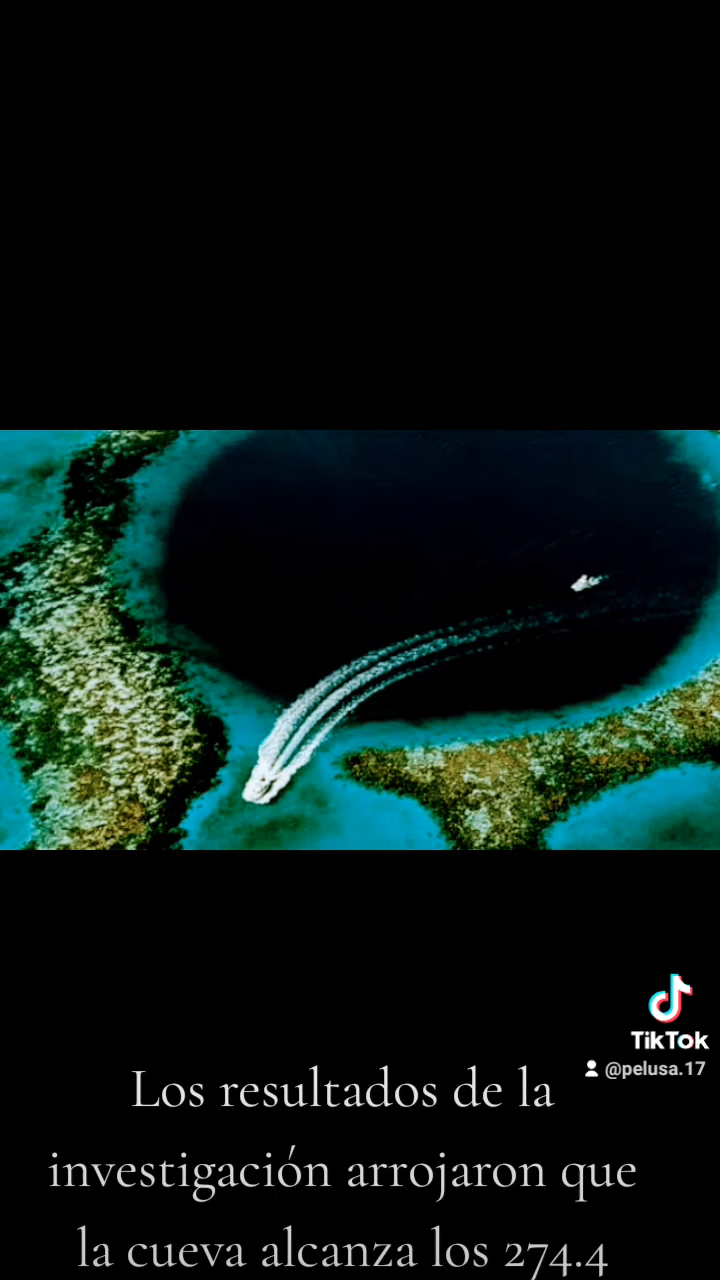 TikTok
@pelusa.17
Los resultados de la
investigación arrojaron que
la cueva alcanza los 274.4